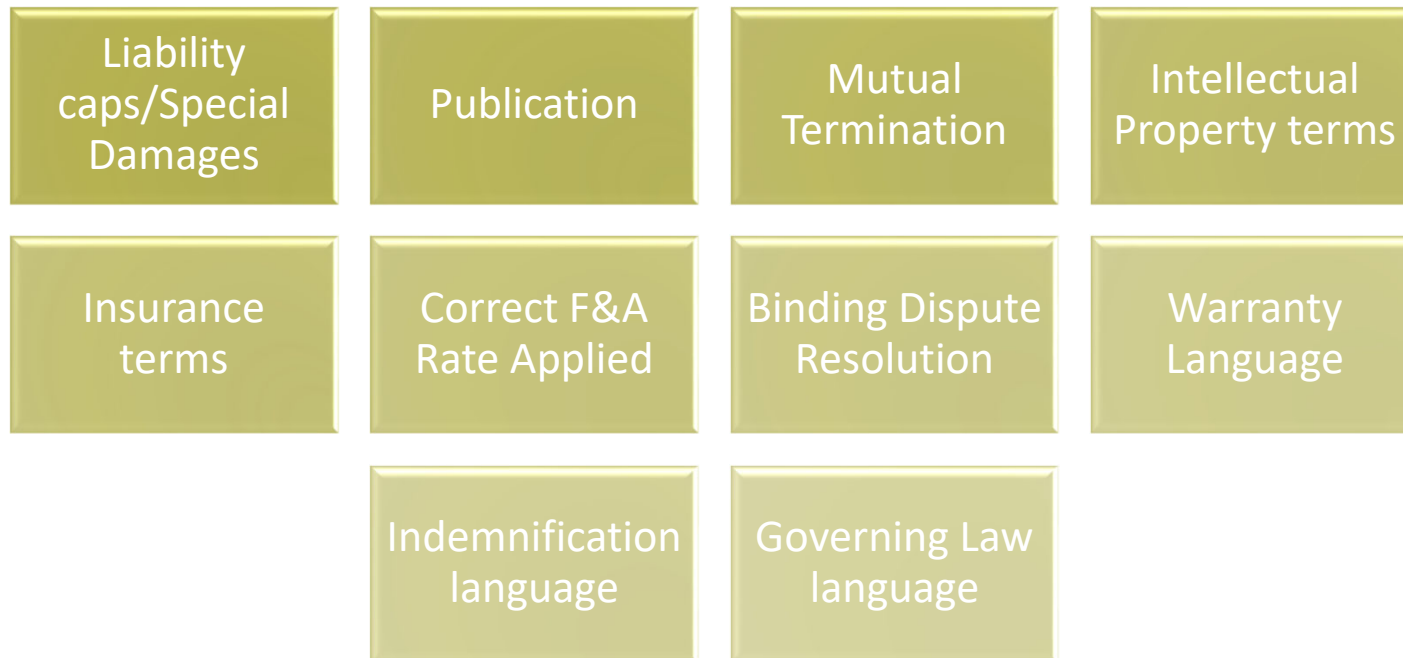 Liability
caps/Special
Damages
Publication
Mutual
Termination
Intellectual
Property terms
Insurance
terms
Correct F&A
Rate Applied
Binding Dispute
Resolution
Warranty
Language
Indemnification
language
Governing Law
language